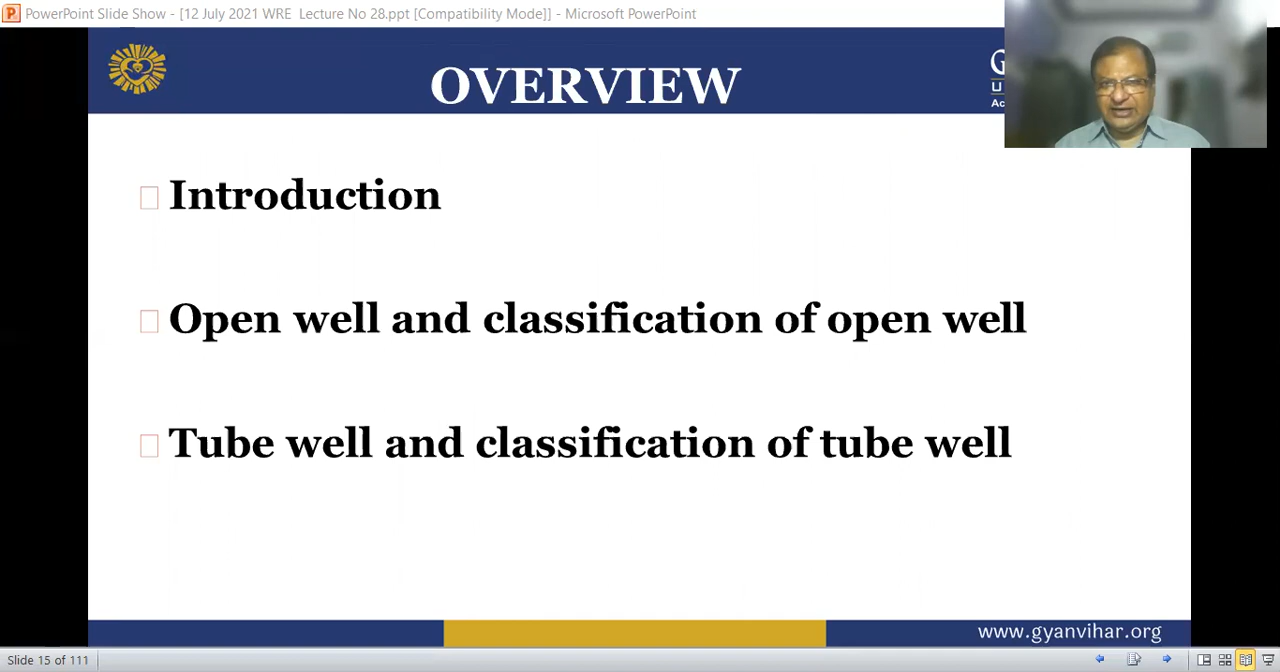 PowerPoint Slide Show - [12 July 2021 WRE Lecture No 28.ppt [Compatibility Mode]] - Microsoft PowerPoint
OVERVIEW
Introduction
Open well and classification of open well
Tube well and classification of tube well
www.gyanvihar.org
Slide 15 of 111